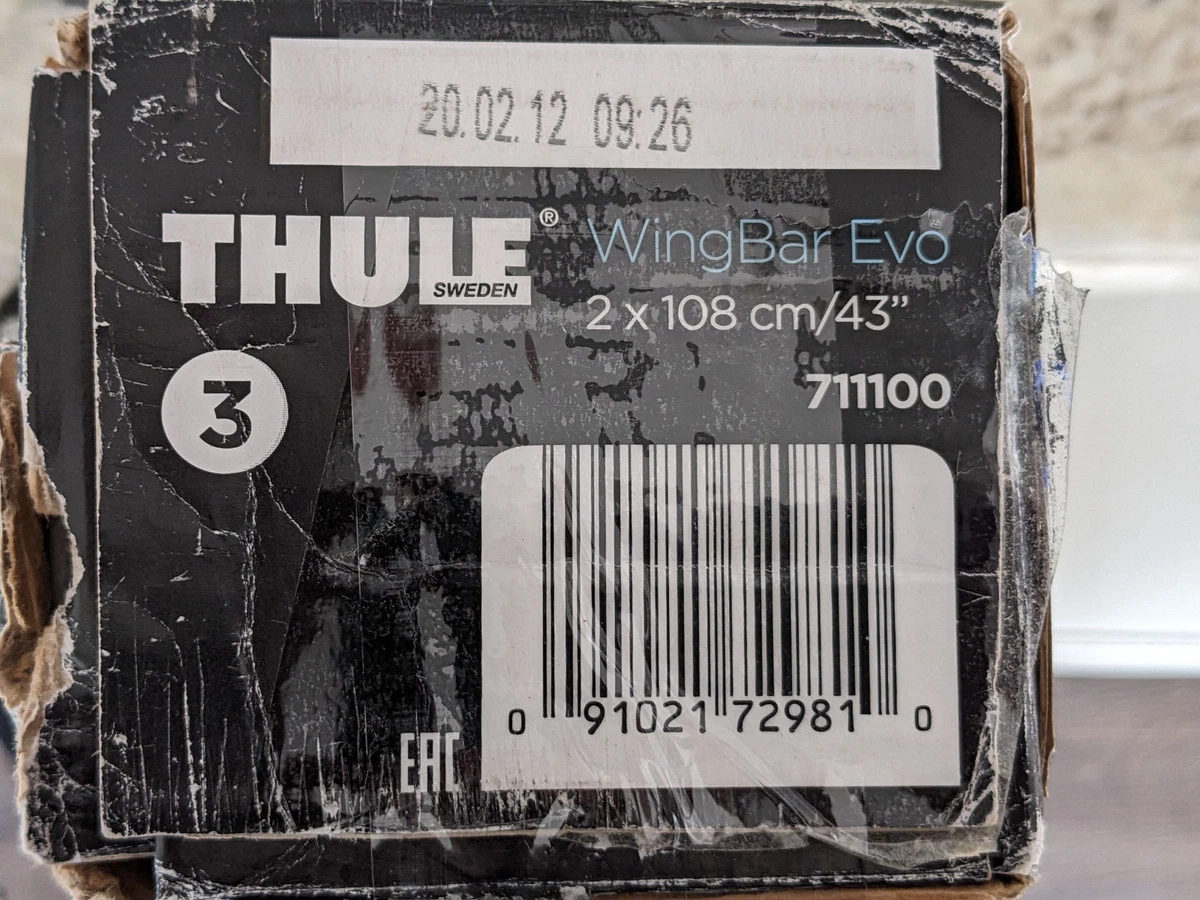 20.02.12 09:26
THULE®
SWEDEN
WingBar Evo
2 x 108 cm/43”
711100
3
0 91021 72981 0
EAC